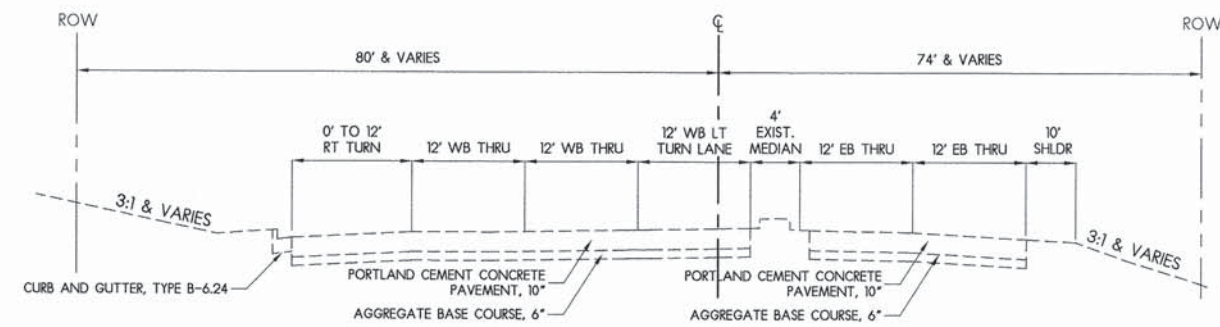 ROW
℄
ROW
80' & VARIES
74' & VARIES
0' TO 12'
RT TURN
12' WB THRU
12' WB THRU
12' WB LT
TURN LANE
4'
EXIST.
MEDIAN
12' EB THRU
12' EB THRU
10'
SHLDR
3:1 & VARIES
3:1 & VARIES
CURB AND GUTTER, TYPE B-6.24
PORTLAND CEMENT CONCRETE
PAVEMENT, 10"
AGGREGATE BASE COURSE, 6"
PORTLAND CEMENT CONCRETE
PAVEMENT, 10"
AGGREGATE BASE COURSE, 6"